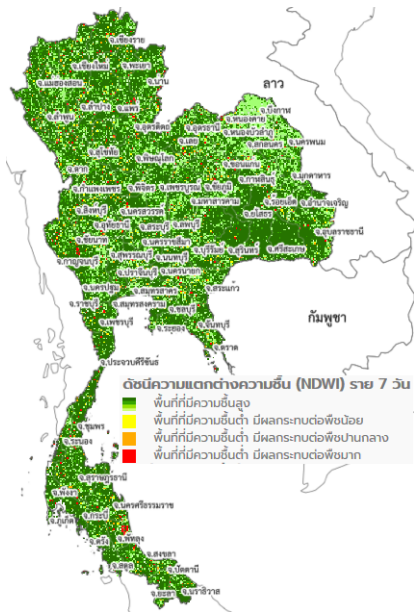 จ.เชียงราย
จ.เชียงใหม่ จ.พะเยา
จ.แม่ฮ่องสอน จ.น่าน
ลาว
จ.ลำปาง จ.แพร่
จ.ลำพูน จ.อุตรดิตถ์ จ.อุดรธานี จ.หนองคาย บึงกาฬ
จ.เลย จ.หนองบัวลำภู จ.สกลนคร จ.นครพนม
จ.สุโขทัย จ.พิษณุโลก จ.ขอนแก่น
จ.ตาก จ.กาฬสินธุ์ จ.มุกดาหาร
จ.กำแพงเพชร จ.พิจิตร จ.เพชรบูรณ์ จ.ชัยภูมิ
จ.มหาสารคาม จ.ร้อยเอ็ด จ.อำนาจเจริญ
จ.สิงห์บุรี จ.นครสวรรค์ จ.ยโสธร
จ.อุทัยธานี จ.สระบุรี จ.ลพบุรี จ.อุบลราชธานี
จ.ชัยนาท จ.นครราชสีมา จ.บุรีรัมย์ จ.สุรินทร์ จ.ศรีสะเกษ
จ.กาญจนบุรี จ.สุพรรณบุรี จ.นนทบุรี
จ.ปราจีนบุรี จ.นครนายก
จ.นครปฐม จ.สมุทรสาคร จ.สระแก้ว
จ.ราชบุรี จ.สมุทรสงคราม
จ.เพชรบุรี จ.ชลบุรี
จ.ระยอง จ.จันทบุรี
กัมพูชา
จ.ตราด
จ.ประจวบคีรีขันธ์
ดัชนีความแตกต่างความชื้น (NDWI) ราย 7 วัน
พื้นที่ที่มีความชื้นสูง
พื้นที่ที่มีความชื้นต่ำ มีผลกระทบต่อพืชน้อย
พื้นที่ที่มีความชื้นต่ำ มีผลกระทบต่อพืชปานกลาง
พื้นที่ที่มีความชื้นต่ำ มีผลกระทบต่อพืชมาก
จ.ชุมพร
จ.ระนอง
จ.สุราษฎร์ธานี
จ.พังงา จ.นครศรีธรรมราช
จ.กระบี่
จ.ภูเก็ต
จ.ตรัง จ.พัทลุง
จ.สงขลา
จ.สตูล จ.ปัตตานี
จ.ยะลา จ.นราธิวาส